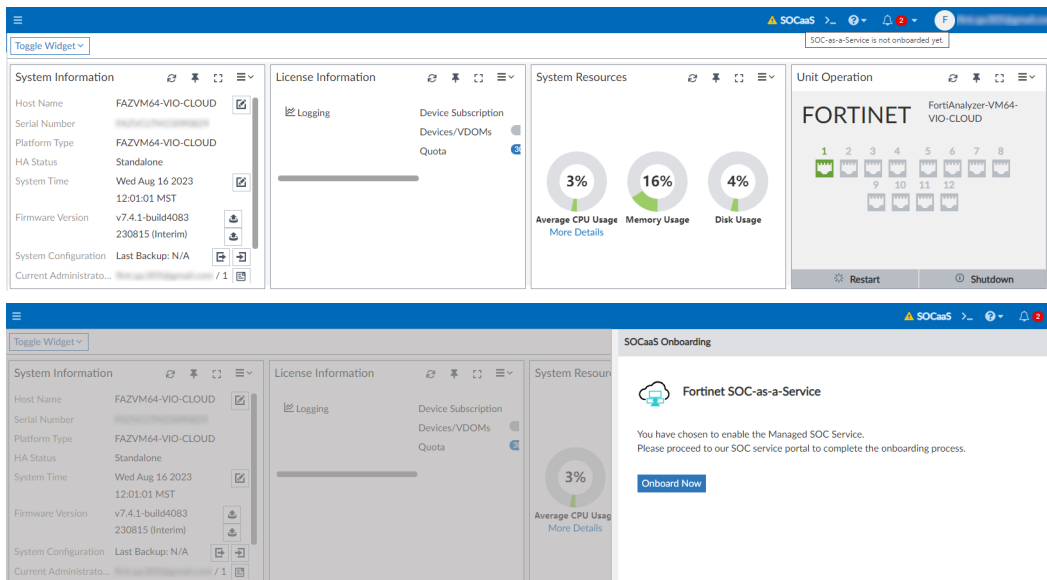 SOCaaS >_ 2 F
Toggle Widget
SOC-as-a-Service is not onboarded yet.
System Information
Host Name FAZVM64-VIO-CLOUD
Serial Number
Platform Type FAZVM64-VIO-CLOUD
HA Status Standalone
System Time Wed Aug 16 2023
12:01:01 MST
Firmware Version v7.4.1-build4083
230815 (Interim)
System Configuration Last Backup: N/A
Current Administrato... / 1
License Information
Logging Device Subscription
Devices/VDOMs
Quota
System Resources
3% 16% 4%
Average CPU Usage Memory Usage Disk Usage
More Details
Unit Operation
FORTINET FortiAnalyzer-VM64-
VIO-CLOUD
1 2 3 4 5 6 7 8
9 10 11 12
Restart Shutdown
SOCaaS >_ 2
Toggle Widget
System Information
Host Name FAZVM64-VIO-CLOUD
Serial Number
Platform Type FAZVM64-VIO-CLOUD
HA Status Standalone
System Time Wed Aug 16 2023
12:01:01 MST
Firmware Version v7.4.1-build4083
230815 (Interim)
System Configuration Last Backup: N/A
Current Administrato... / 1
License Information
Logging Device Subscription
Devices/VDOMs
Quota
System Resour
3%
Average CPU Usag
More Details
SOCaaS Onboarding
Fortinet SOC-as-a-Service
You have chosen to enable the Managed SOC Service.
Please proceed to our SOC service portal to complete the onboarding process.
Onboard Now